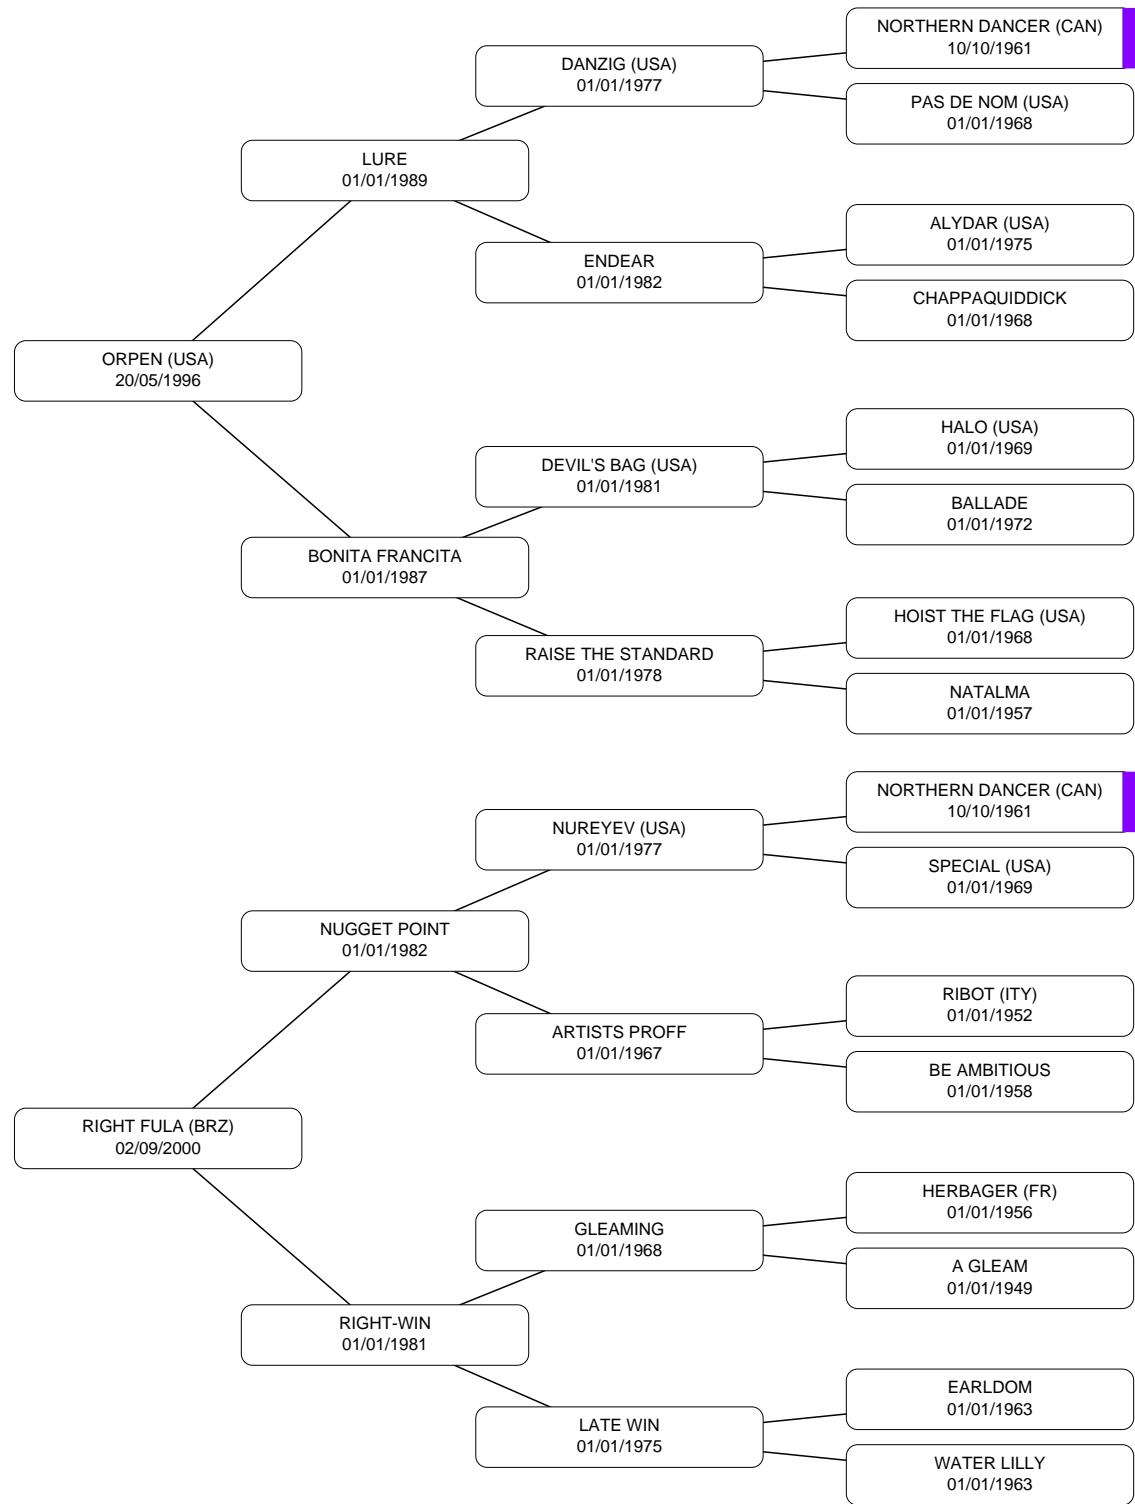 NORTHERN DANCER (CAN)
10/10/1961
DANZIG (USA)
01/01/1977
PAS DE NOM (USA)
01/01/1968
LURE
01/01/1989
ALYDAR (USA)
01/01/1975
ENDEAR
01/01/1982
CHAPPAQUIDDICK
01/01/1968
ORPEN (USA)
20/05/1996
HALO (USA)
01/01/1969
DEVIL'S BAG (USA)
01/01/1981
BALLADE
01/01/1972
BONITA FRANCITA
01/01/1987
HOIST THE FLAG (USA)
01/01/1968
RAISE THE STANDARD
01/01/1978
NATALMA
01/01/1957
NORTHERN DANCER (CAN)
10/10/1961
NUREYEV (USA)
01/01/1977
SPECIAL (USA)
01/01/1969
NUGGET POINT
01/01/1982
RIBOT (ITY)
01/01/1952
ARTISTS PROFF
01/01/1967
BE AMBITIOUS
01/01/1958
RIGHT FULA (BRZ)
02/09/2000
HERBAGER (FR)
01/01/1956
GLEAMING
01/01/1968
A GLEAM
01/01/1949
RIGHT-WIN
01/01/1981
EARLDOM
01/01/1963
LATE WIN
01/01/1975
WATER LILLY
01/01/1963